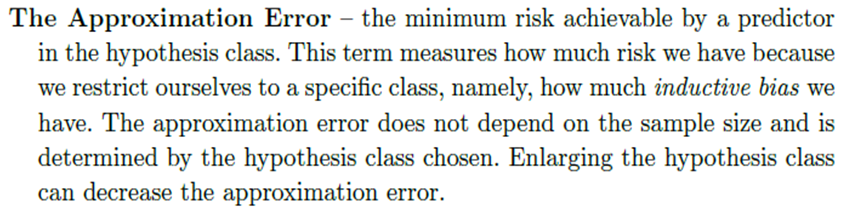 The Approximation Error – the minimum risk achievable by a predictor
in the hypothesis class. This term measures how much risk we have because
we restrict ourselves to a specific class, namely, how much inductive bias we
have. The approximation error does not depend on the sample size and is
determined by the hypothesis class chosen. Enlarging the hypothesis class
can decrease the approximation error.